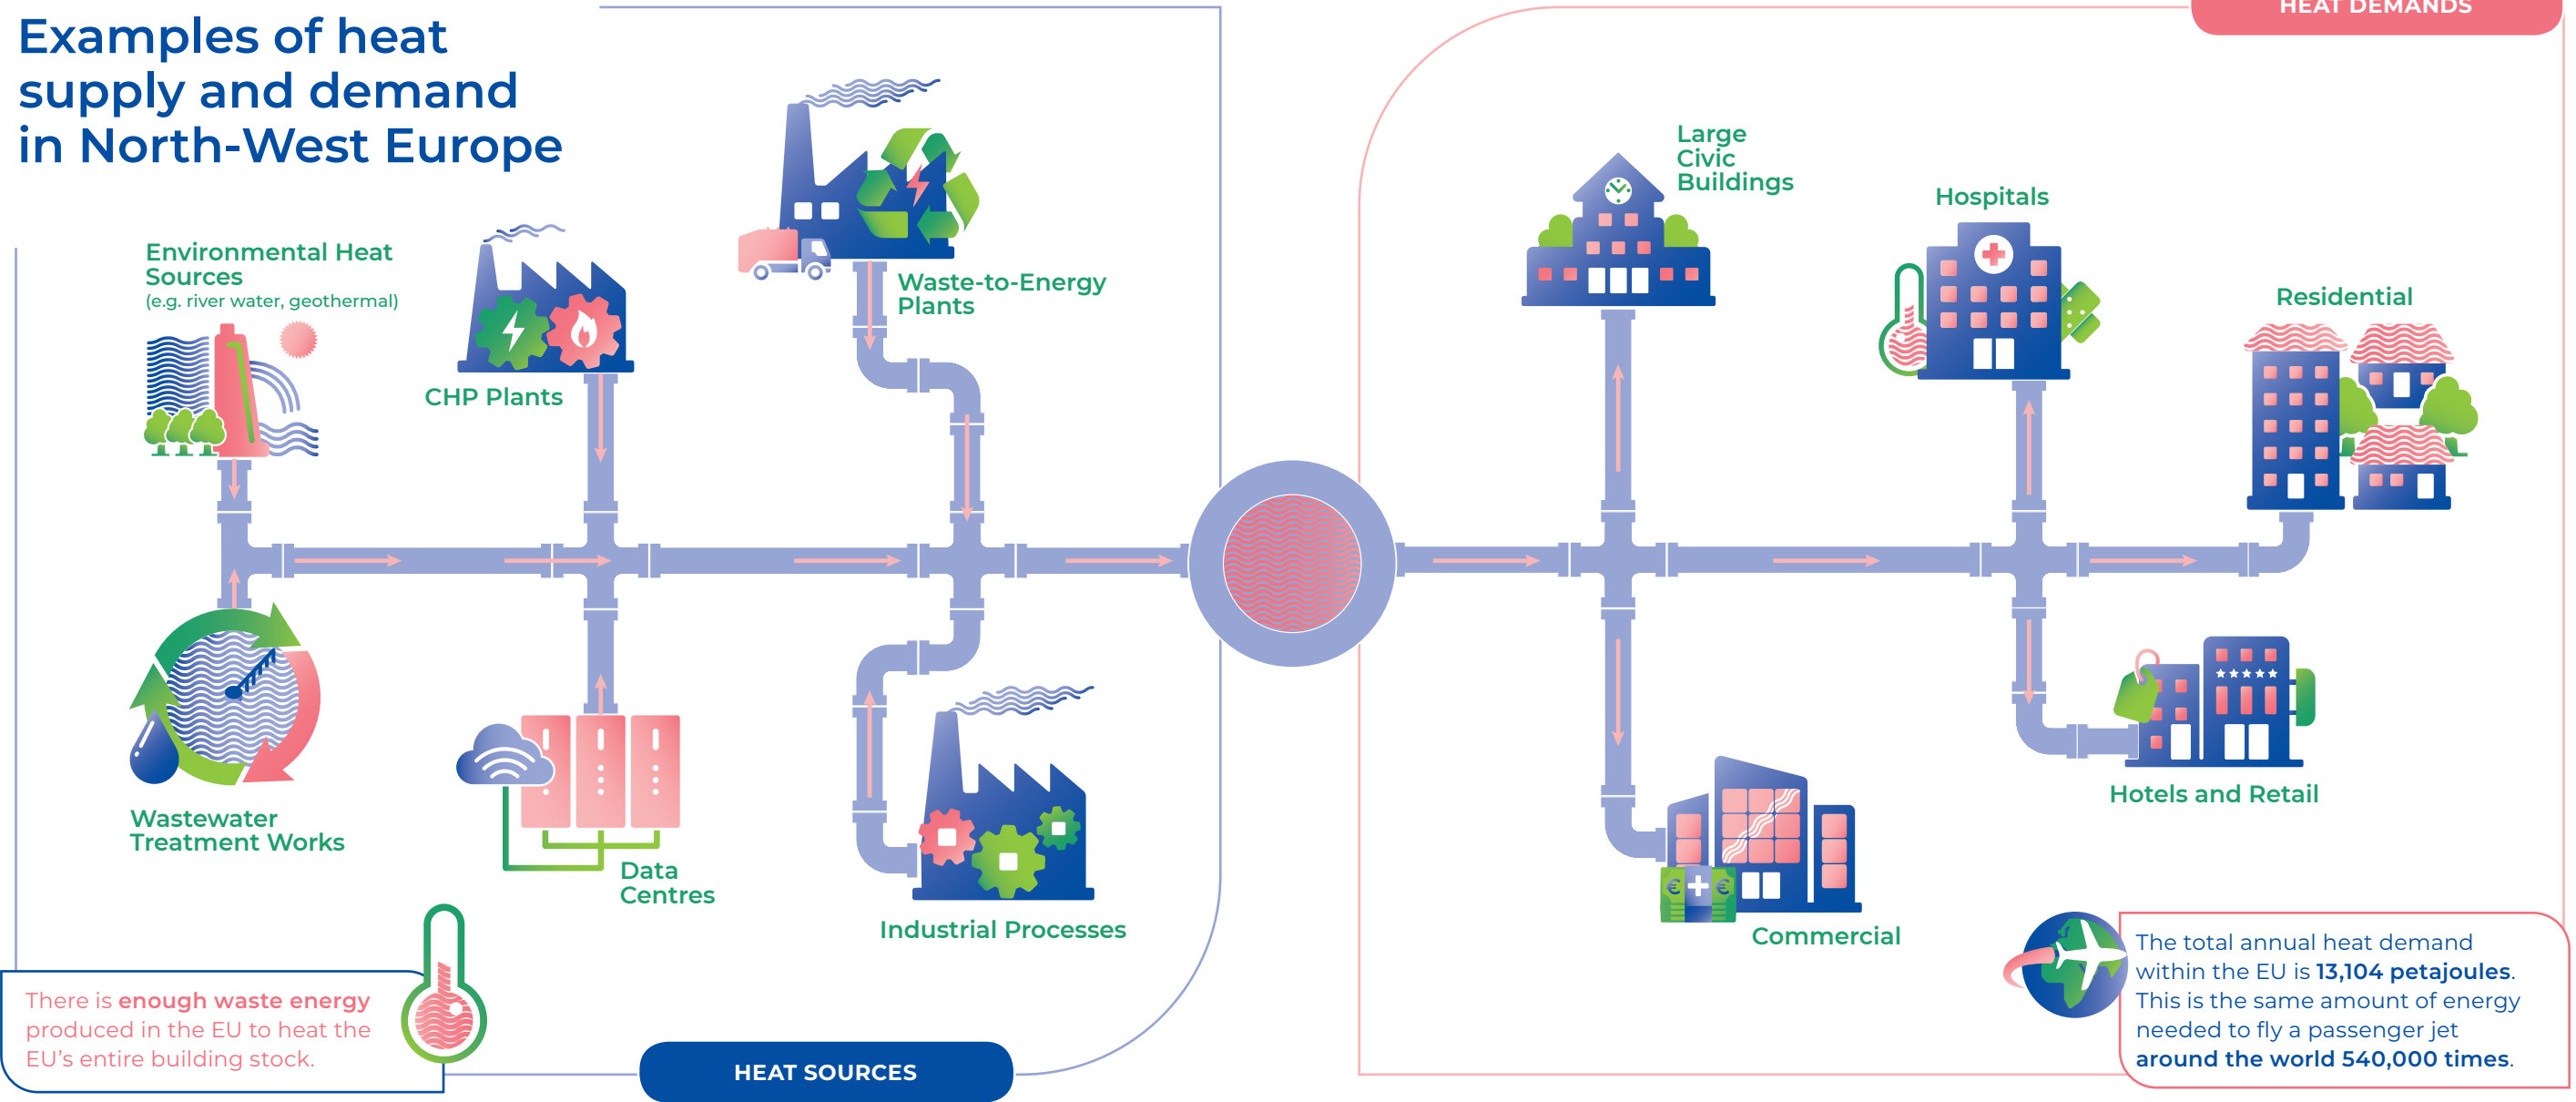 Examples of heat
supply and demand
in North-West Europe
HEAT DEMANDS
Environmental Heat
Sources
(e.g. river water, geothermal)
CHP Plants
Waste-to-Energy
Plants
Wastewater
Treatment Works
Data
Centres
Industrial Processes
There is enough waste energy
produced in the EU to heat the
EU's entire building stock.
HEAT SOURCES
Large
Civic
Buildings
Hospitals
Residential
Hotels and Retail
Commercial
The total annual heat demand
within the EU is 13,104 petajoules.
This is the same amount of energy
needed to fly a passenger jet
around the world 540,000 times.